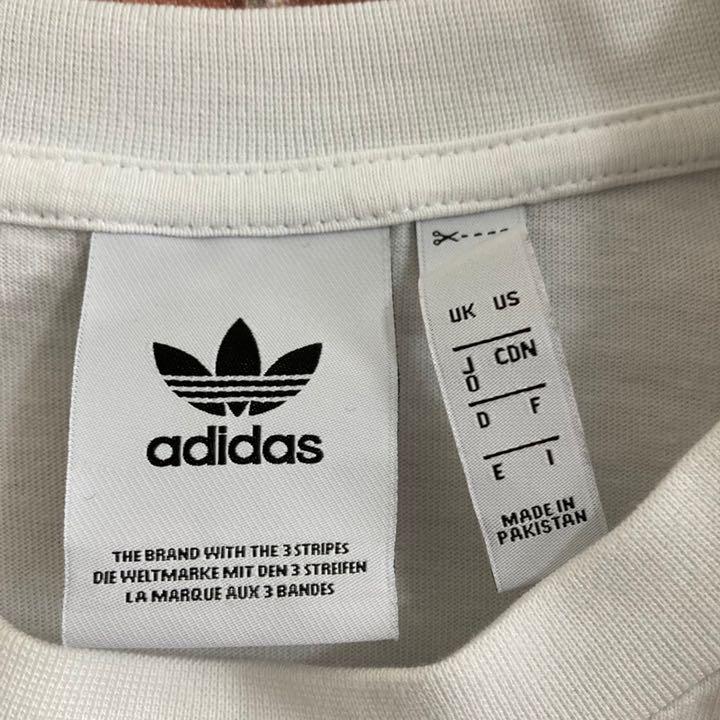 adidas
THE BRAND WITH THE 3 STRIPES
DIE WELTMARKE MIT DEN 3 STREIFEN
LA MARQUE AUX 3 BANDES
UK US
J CDN
O
D F
E I
MADE IN
PAKISTAN